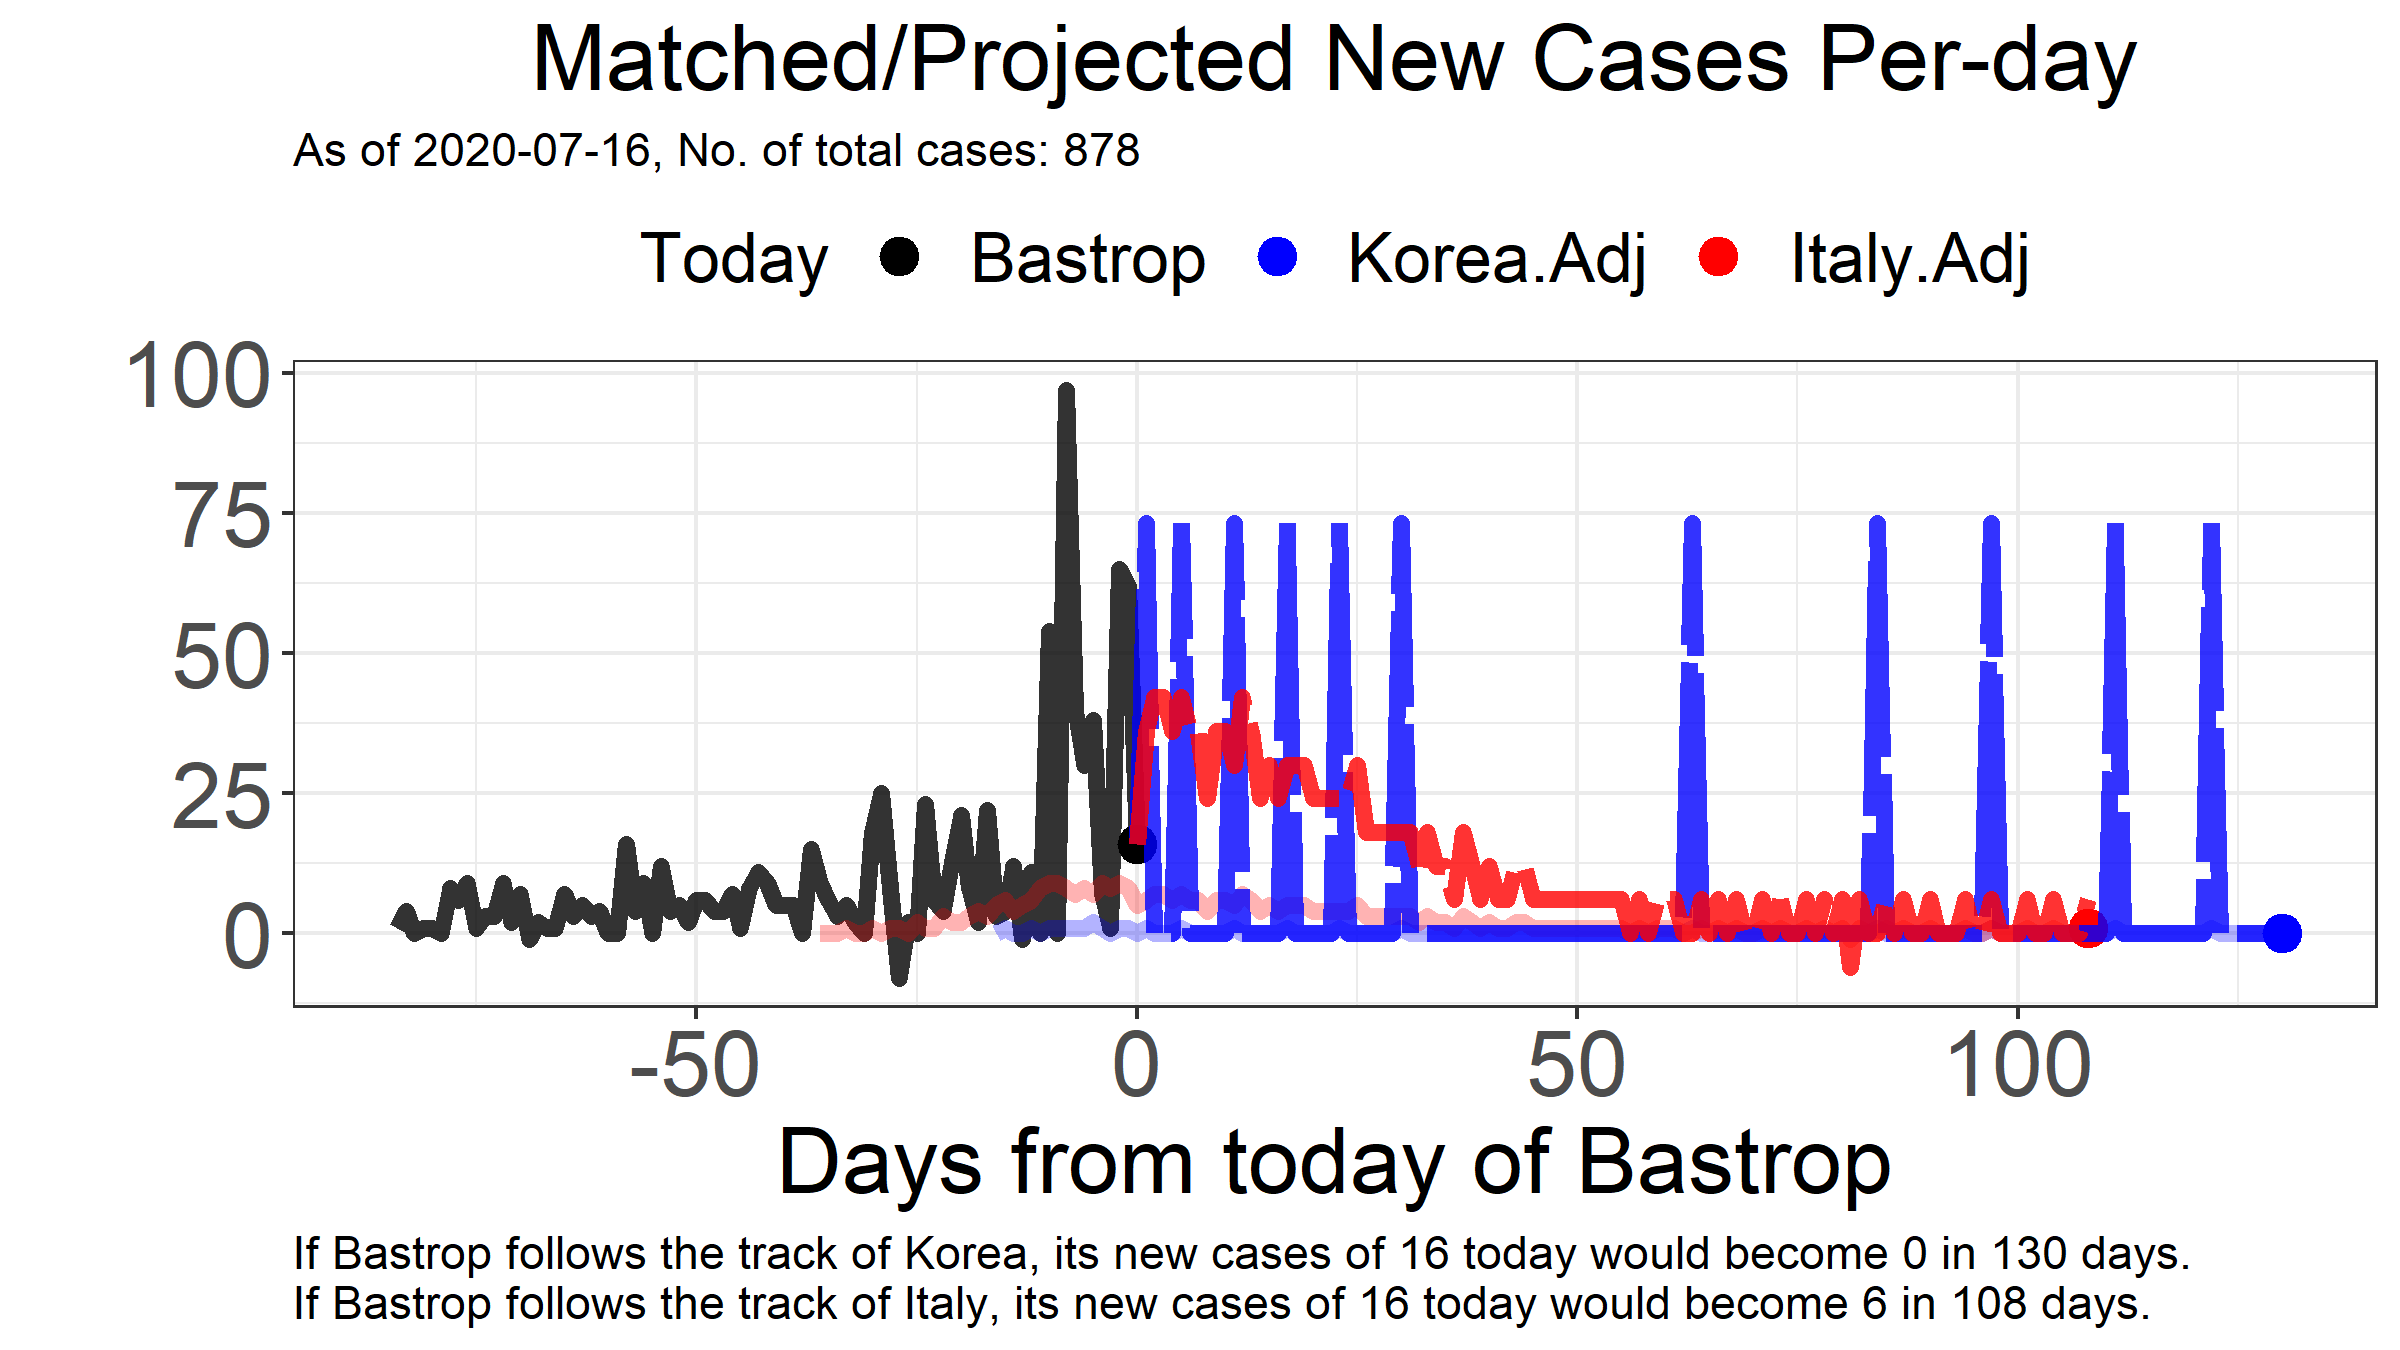 Matched/Projected New Cases Per-day
As of 2020-07-16, No. of total cases: 878
Today Bastrop Korea.Adj Italy.Adj
100
75
50
25
0
-50 0 50 100
Days from today of Bastrop
If Bastrop follows the track of Korea, its new cases of 16 today would become 0 in 130 days.
If Bastrop follows the track of Italy, its new cases of 16 today would become 6 in 108 days.